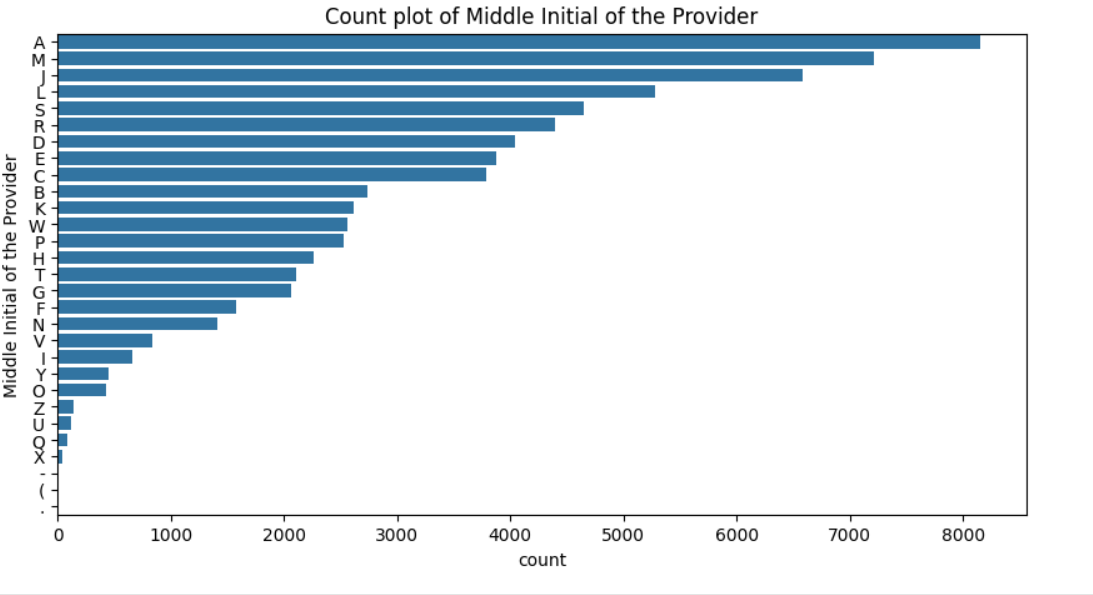 Count plot of Middle Initial of the Provider
Middle Initial of the Provider
A
M
J
L
S
R
D
E
C
B
K
W
P
H
T
G
F
N
V
I
Y
O
Z
U
Q
X
-
(
.
0 1000 2000 3000 4000 5000 6000 7000 8000
count